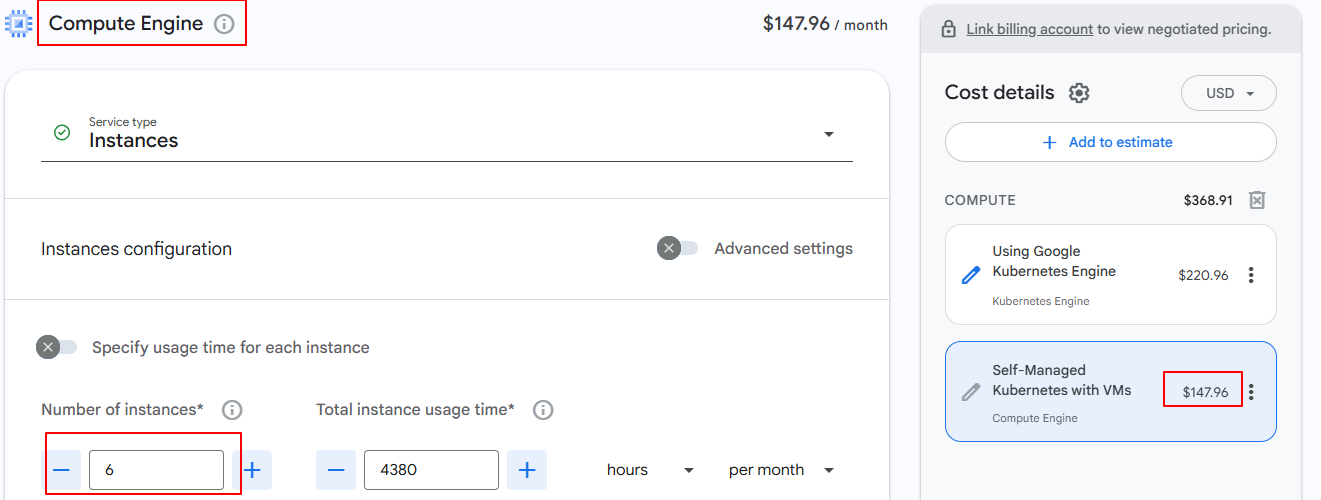 Compute Engine
$147.96 / month
Service type
Instances
Instances configuration
Advanced settings
Specify usage time for each instance
Number of instances*
Total instance usage time*
6
4380
hours
per month
Link billing account to view negotiated pricing.
Cost details
USD
+ Add to estimate
COMPUTE
$368.91
Using Google
Kubernetes Engine
$220.96
Kubernetes Engine
Self-Managed
Kubernetes with VMs
$147.96
Compute Engine